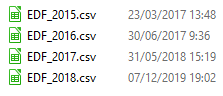 EDF_2015.csv 23/03/2017 13:48
EDF_2016.csv 30/06/2017 9:36
EDF_2017.csv 31/05/2018 15:19
EDF_2018.csv 07/12/2019 19:02